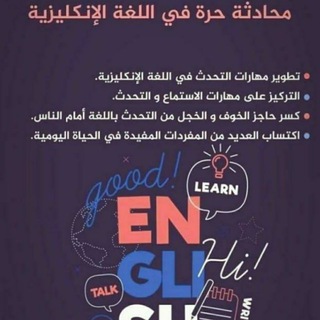 محادثة حرة في اللغة الإنكليزية
تطوير مهارات التحدث في اللغة الإنكليزية.
التركيز على مهارات الاستماع و التحدث.
كسر حاجز الخوف و الخجل من التحدث باللغة أمام الناس.
اكتساب العديد من المفردات المفيدة في الحياة اليومية.
good!
LEARN
EN
GLI
Hi!
TALK
SH
WRI